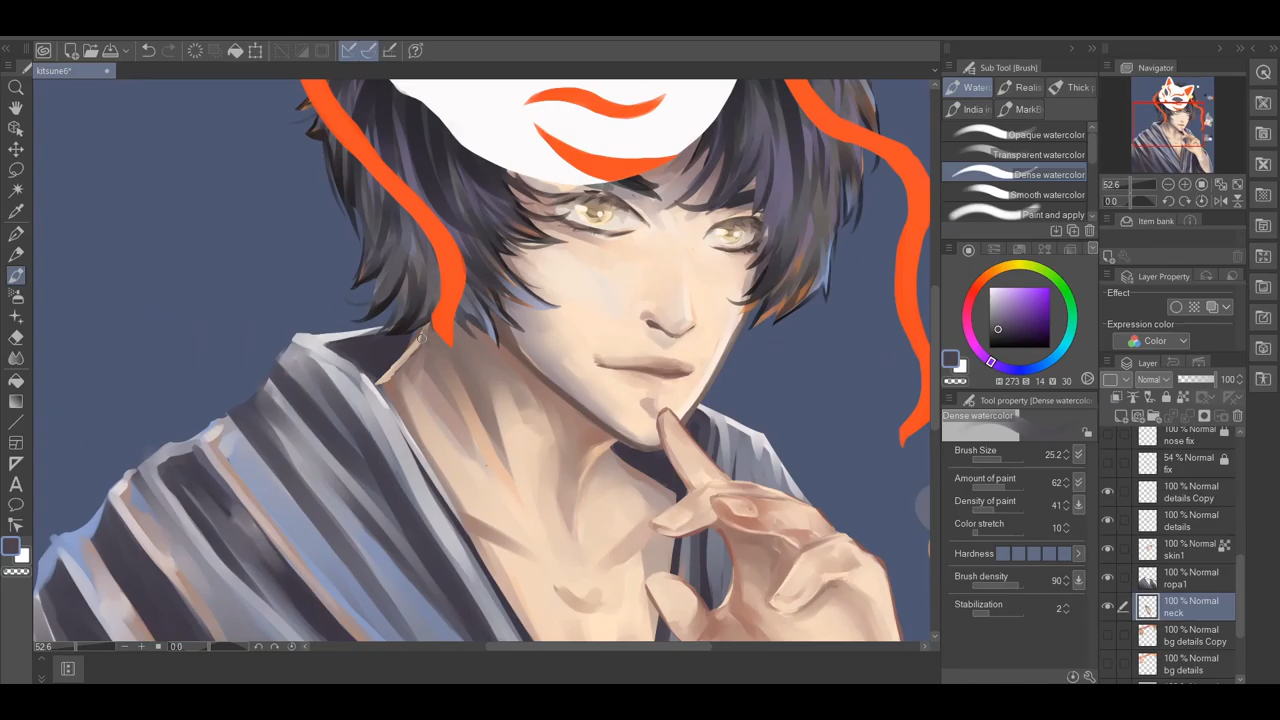 kitsune6*
Sub Tool (Brush)
Navigator
Water
Realis
Thick p
India in
MarkB
Opaque watercolor
Transparent watercolor
Dense watercolor
Smooth watercolor
Paint and apply
52.6
0.0
Item bank
Layer Property
Effect
Expression color
Color
Layer
Normal
100
H 273 S 14 V 30
Tool property [Dense watercolor
Dense watercolor
Brush Size 25.2
Amount of paint 62
Density of paint 41
Color stretch 10
Hardness
Brush density 90
Stabilization 2
100 % Normal
nose fix
54 % Normal
fix
100 % Normal
details Copy
100 % Normal
details
100 % Normal
skin1
100 % Normal
ropa1
100 % Normal
neck
100 % Normal
bg details Copy
100 % Normal
bg details
52.6
0.0